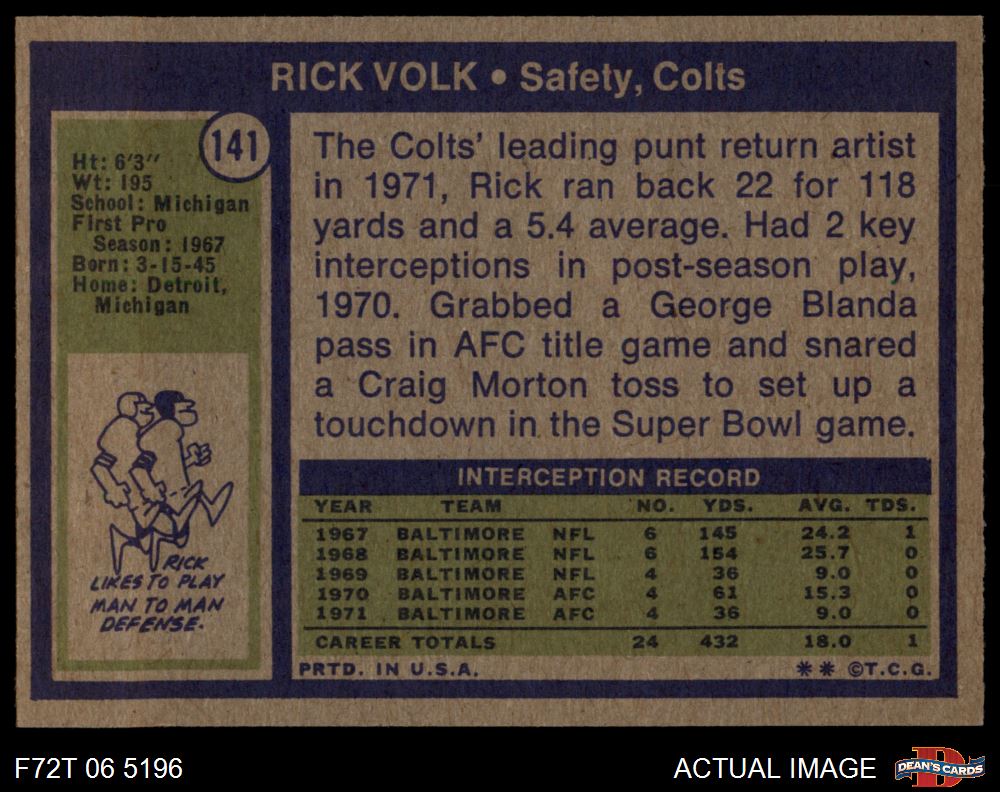 RICK VOLK • Safety, Colts
141
Ht: 6'3''
Wt: 195
School: Michigan
First Pro
Season: 1967
Born: 3-15-45
Home: Detroit,
Michigan
RICK
LIKES TO PLAY
MAN TO MAN
DEFENSE.
The Colts' leading punt return artist
in 1971, Rick ran back 22 for 118
yards and a 5.4 average. Had 2 key
interceptions in post-season play,
1970. Grabbed a George Blanda
pass in AFC title game and snared
a Craig Morton toss to set up a
touchdown in the Super Bowl game.
INTERCEPTION RECORD
YEAR TEAM NO. YDS. AVG. TDS.
1967 BALTIMORE NFL 6 145 24.2 1
1968 BALTIMORE NFL 6 154 25.7 0
1969 BALTIMORE NFL 4 36 9.0 0
1970 BALTIMORE AFC 4 61 15.3 0
1971 BALTIMORE AFC 4 36 9.0 0
CAREER TOTALS 24 432 18.0 1
PRTD. IN U.S.A. ** ©T.C.G.
F72T 06 5196 ACTUAL IMAGE DEAN'S CARDS